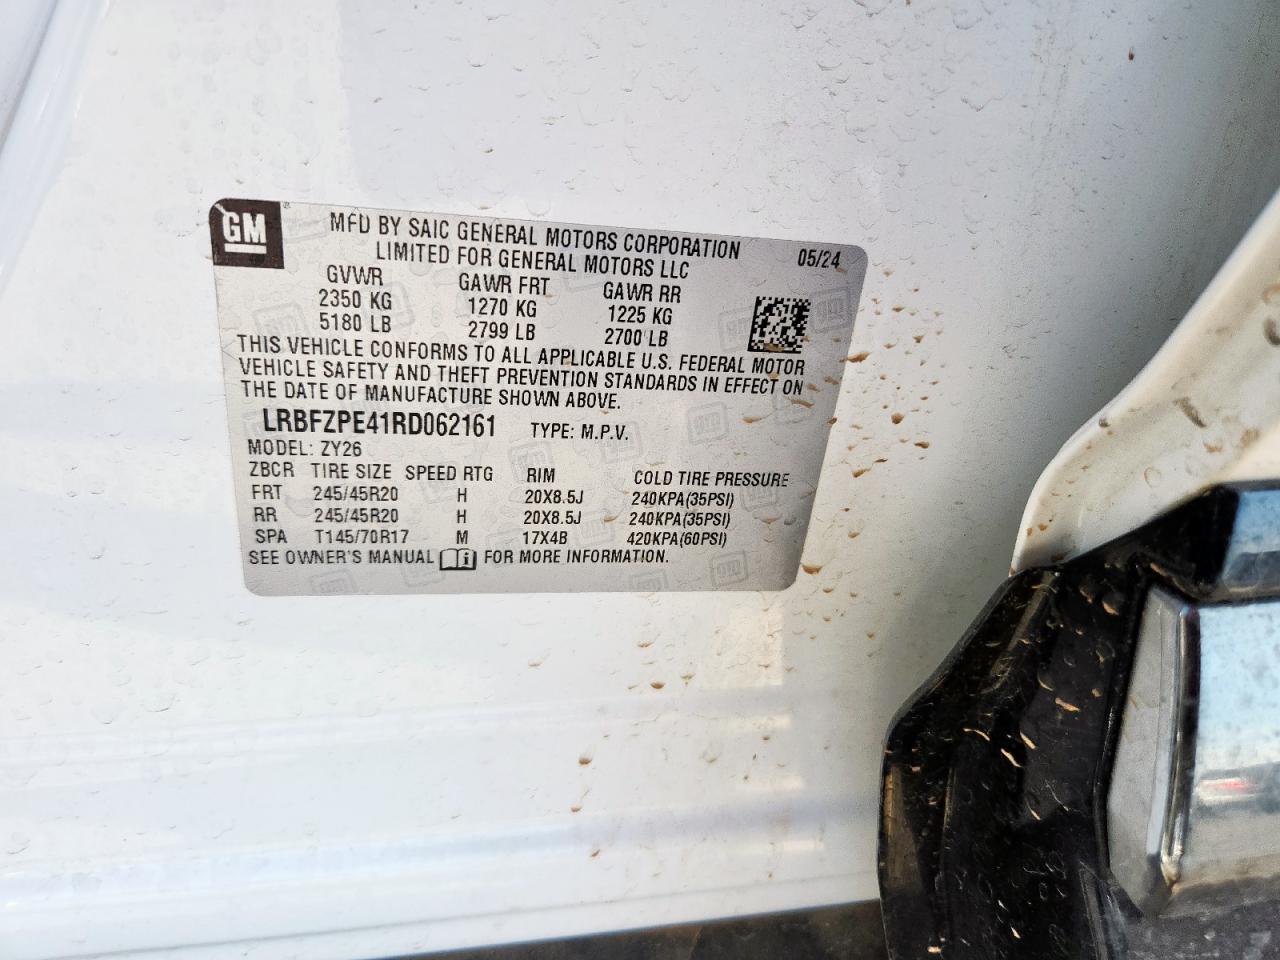 GM
MFD BY SAIC GENERAL MOTORS CORPORATION
LIMITED FOR GENERAL MOTORS LLC
05/24
GVWR GAWR FRT GAWR RR
2350 KG 1270 KG 1225 KG
5180 LB 2799 LB 2700 LB
THIS VEHICLE CONFORMS TO ALL APPLICABLE U.S. FEDERAL MOTOR
VEHICLE SAFETY AND THEFT PREVENTION STANDARDS IN EFFECT ON
THE DATE OF MANUFACTURE SHOWN ABOVE.
LRBFZPE41RD062161 TYPE: M.P.V.
MODEL: ZY26
ZBCR TIRE SIZE SPEED RTG RIM COLD TIRE PRESSURE
FRT 245/45R20 H 20X8.5J 240KPA(35PSI)
RR 245/45R20 H 20X8.5J 240KPA(35PSI)
SPA T145/70R17 M 17X4B 420KPA(60PSI)
SEE OWNER'S MANUAL FOR MORE INFORMATION.